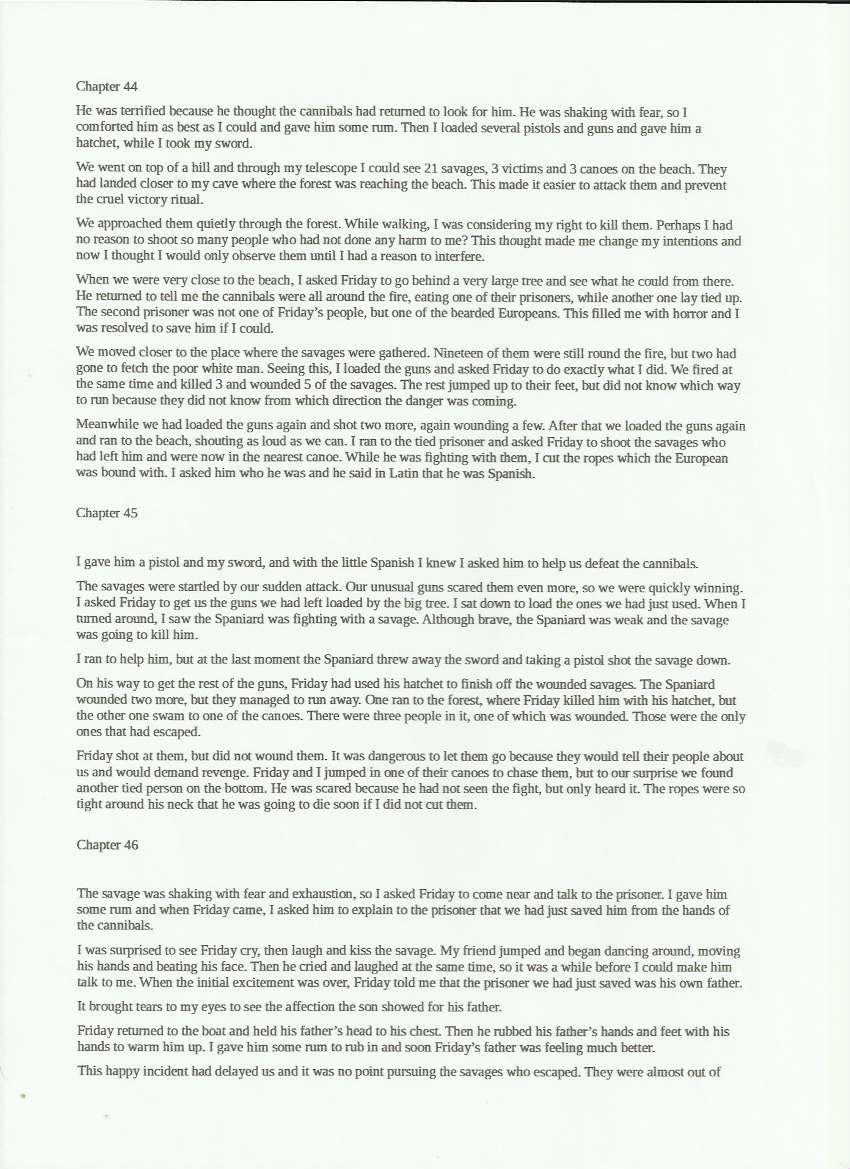 Chapter 44
He was terrified because he thought the cannibals had returned to look for him. He was shaking with fear, so I
comforted him as best as I could and gave him some rum. Then I loaded several pistols and guns and gave him a
hatchet, while I took my sword.
We went on top of a hill and through my telescope I could see 21 savages, 3 victims and 3 canoes on the beach. They
had landed closer to my cave where the forest was reaching the beach. This made it easier to attack them and prevent
the cruel victory ritual.
We approached them quietly through the forest. While walking, I was considering my right to kill them. Perhaps I had
no reason to shoot so many people who had not done any harm to me? This thought made me change my intentions and
now I thought I would only observe them until I had a reason to interfere.
When we were very close to the beach, I asked Friday to go behind a very large tree and see what he could from there.
He returned to tell me the cannibals were all around the fire, eating one of their prisoners, while another one lay tied up.
The second prisoner was not one of Friday's people, but one of the bearded Europeans. This filled me with horror and I
was resolved to save him if I could.
We moved closer to the place where the savages were gathered. Nineteen of them were still round the fire, but two had
gone to fetch the poor white man. Seeing this, I loaded the guns and asked Friday to do exactly what I did. We fired at
the same time and killed 3 and wounded 5 of the savages. The rest jumped up to their feet, but did not know which way
to run because they did not know from which direction the danger was coming.
Meanwhile we had loaded the guns again and shot two more, again wounding a few. After that we loaded the guns again
and ran to the beach, shouting as loud as we can. I ran to the tied prisoner and asked Friday to shoot the savages who
had left him and were now in the nearest canoe. While he was fighting with them, I cut the ropes which the European
was bound with. I asked him who he was and he said in Latin that he was Spanish.
Chapter 45
I gave him a pistol and my sword, and with the little Spanish I knew I asked him to help us defeat the cannibals.
The savages were startled by our sudden attack. Our unusual guns scared them even more, so we were quickly winning.
I asked Friday to get us the guns we had left loaded by the big tree. I sat down to load the ones we had just used. When I
turned around, I saw the Spaniard was fighting with a savage. Although brave, the Spaniard was weak and the savage
was going to kill him.
I ran to help him, but at the last moment the Spaniard threw away the sword and taking a pistol shot the savage down.
On his way to get the rest of the guns, Friday had used his hatchet to finish off the wounded savages. The Spaniard
wounded two more, but they managed to run away. One ran to the forest, where Friday killed him with his hatchet, but
the other one swam to one of the canoes. There were three people in it, one of which was wounded. Those were the only
ones that had escaped.
Friday shot at them, but did not wound them. It was dangerous to let them go because they would tell their people about
us and would demand revenge. Friday and I jumped in one of their canoes to chase them, but to our surprise we found
another tied person on the bottom. He was scared because he had not seen the fight, but only heard it. The ropes were so
tight around his neck that he was going to die soon if I did not cut them.
Chapter 46
The savage was shaking with fear and exhaustion, so I asked Friday to come near and talk to the prisoner. I gave him
some rum and when Friday came, I asked him to explain to the prisoner that we had just saved him from the hands of
the cannibals.
I was surprised to see Friday cry, then laugh and kiss the savage. My friend jumped and began dancing around, moving
his hands and beating his face. Then he cried and laughed at the same time, so it was a while before I could make him
talk to me. When the initial excitement was over, Friday told me that the prisoner we had just saved was his own father.
It brought tears to my eyes to see the affection the son showed for his father.
Friday returned to the boat and held his father's head to his chest. Then he rubbed his father's hands and feet with his
hands to warm him up. I gave him some rum to rub in and soon Friday's father was feeling much better.
This happy incident had delayed us and it was no point pursuing the savages who escaped. They were almost out of